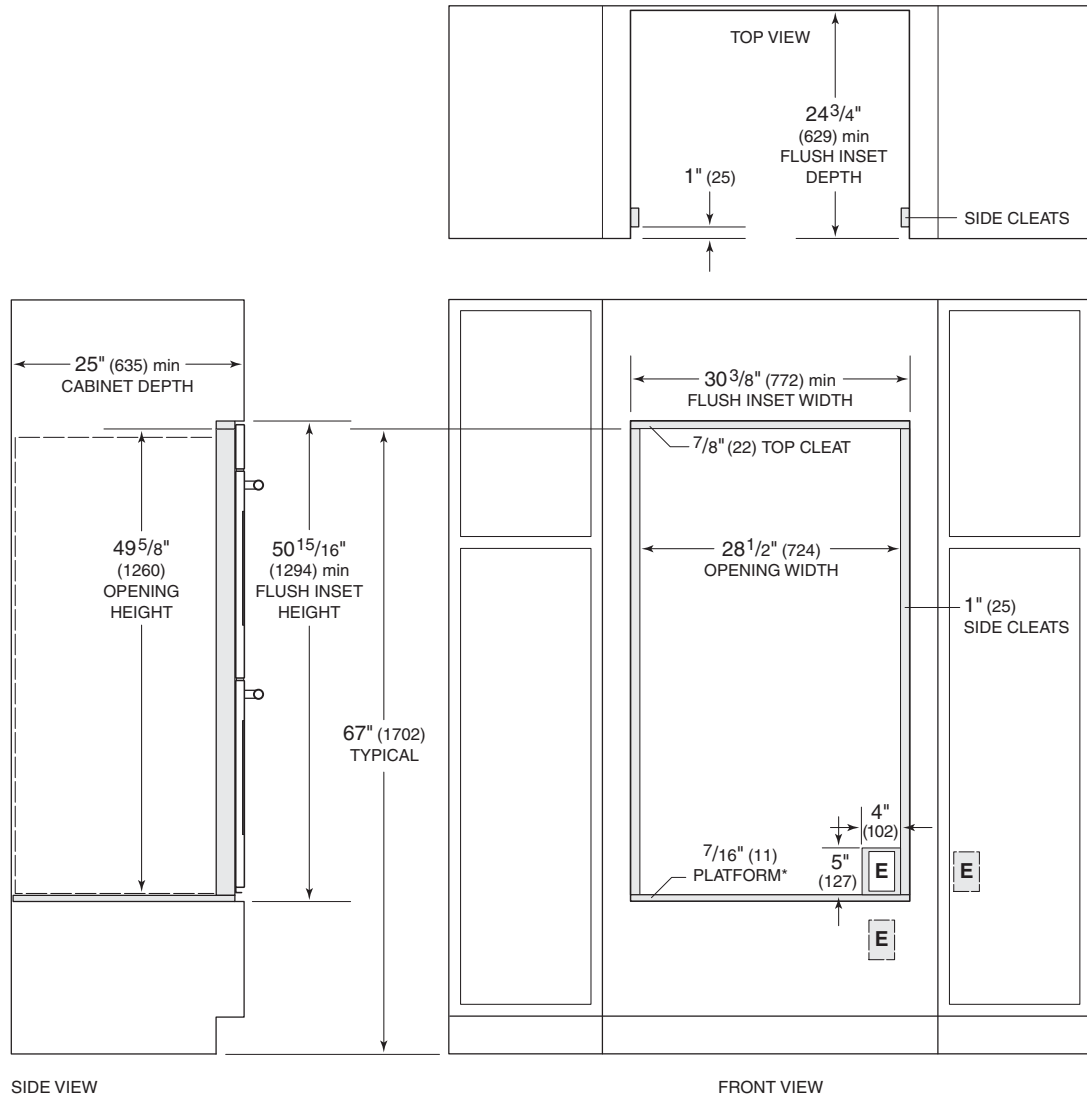 TOP VIEW
24 3/4"
(629) min
FLUSH INSET
DEPTH
1" (25)
SIDE CLEATS
25" (635) min
CABINET DEPTH
30 3/8" (772) min
FLUSH INSET WIDTH
7/8" (22) TOP CLEAT
49 5/8"
(1260)
OPENING
HEIGHT
50 15/16"
(1294) min
FLUSH INSET
HEIGHT
28 1/2" (724)
OPENING WIDTH
1" (25)
SIDE CLEATS
67" (1702)
TYPICAL
4"
(102)
7/16" (11)
PLATFORM*
5"
(127)
E
E
E
SIDE VIEW
FRONT VIEW